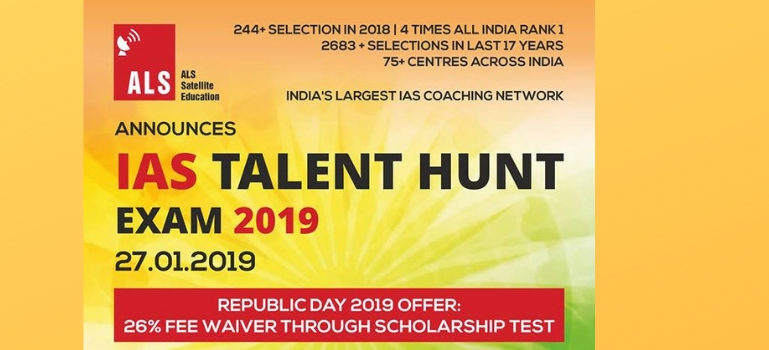 244+ SELECTION IN 2018 | 4 TIMES ALL INDIA RANK 1
2683 + SELECTIONS IN LAST 17 YEARS
75+ CENTRES ACROSS INDIA
ALS
ALS
Satellite
Education
INDIA'S LARGEST IAS COACHING NETWORK
ANNOUNCES
IAS TALENT HUNT
EXAM 2019
27.01.2019
REPUBLIC DAY 2019 OFFER:
26% FEE WAIVER THROUGH SCHOLARSHIP TEST